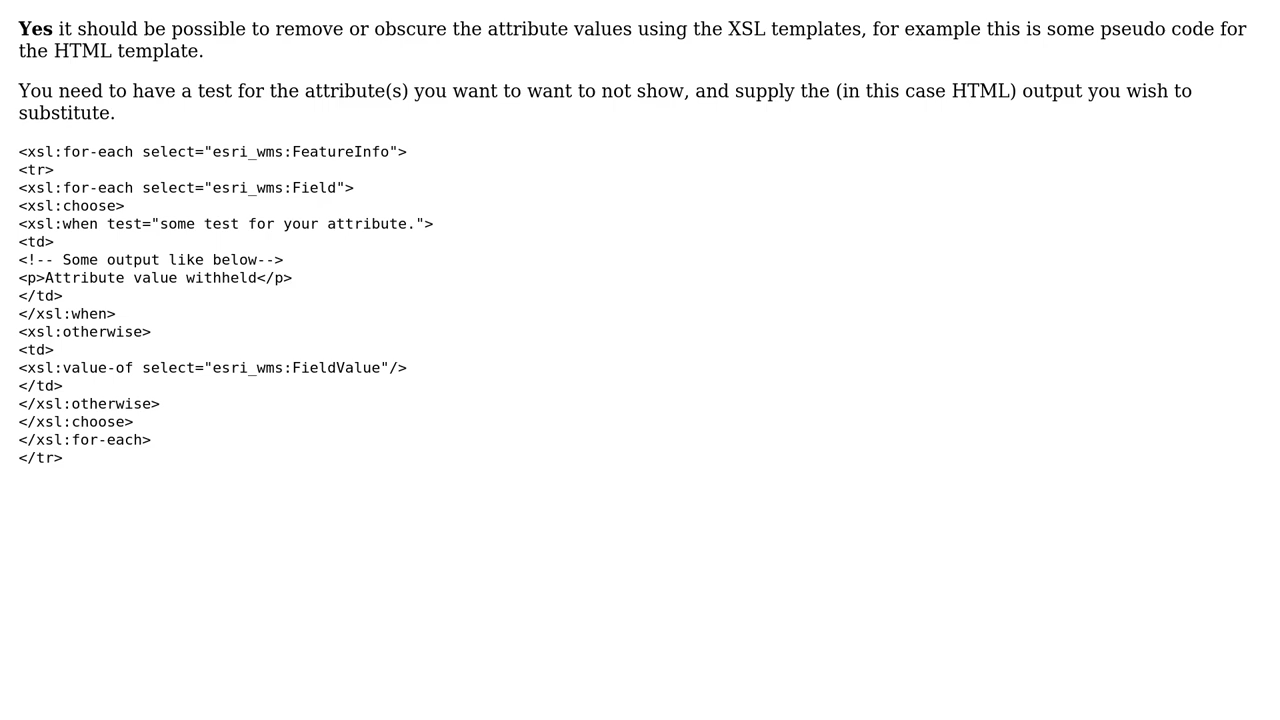 Yes it should be possible to remove or obscure the attribute values using the XSL templates, for example this is some pseudo code for
the HTML template.
You need to have a test for the attribute(s) you want to want to not show, and supply the (in this case HTML) output you wish to
substitute.
<xsl:for-each select="esri_wms:FeatureInfo">
<tr>
<xsl:for-each select="esri_wms:Field">
<xsl:choose>
<xsl:when test="some test for your attribute.">
<td>
<!-- Some output like below-->
<p>Attribute value withheld</p>
</td>
</xsl:when>
<xsl:otherwise>
<td>
<xsl:value-of select="esri_wms:FieldValue"/>
</td>
</xsl:otherwise>
</xsl:choose>
</xsl:for-each>
</tr>